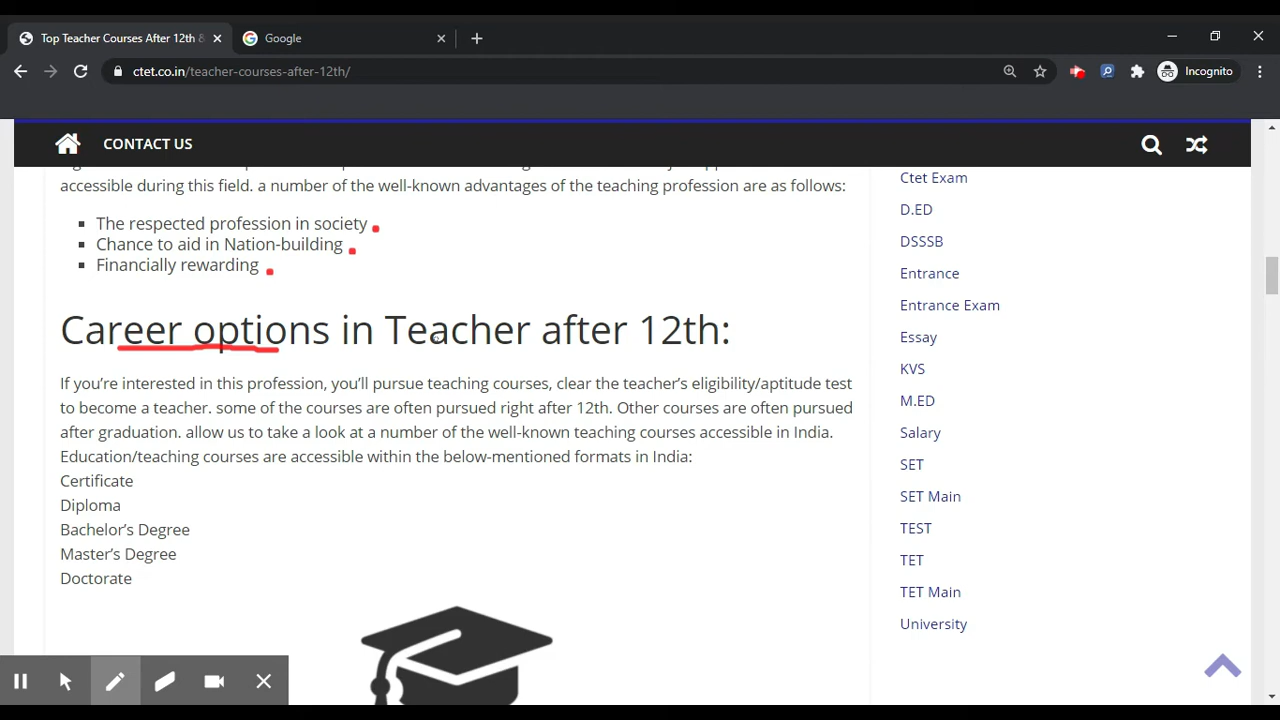 Top Teacher Courses After 12th &
Google
ctet.co.in/teacher-courses-after-12th/
Incognito
CONTACT US
accessible during this field. a number of the well-known advantages of the teaching profession are as follows:
The respected profession in society
Chance to aid in Nation-building
Financially rewarding
Career options in Teacher after 12th:
If you’re interested in this profession, you’ll pursue teaching courses, clear the teacher’s eligibility/aptitude test
to become a teacher. some of the courses are often pursued right after 12th. Other courses are often pursued
after graduation. allow us to take a look at a number of the well-known teaching courses accessible in India.
Education/teaching courses are accessible within the below-mentioned formats in India:
Certificate
Diploma
Bachelor’s Degree
Master’s Degree
Doctorate
Ctet Exam
D.ED
DSSSB
Entrance
Entrance Exam
Essay
KVS
M.ED
Salary
SET
SET Main
TEST
TET
TET Main
University